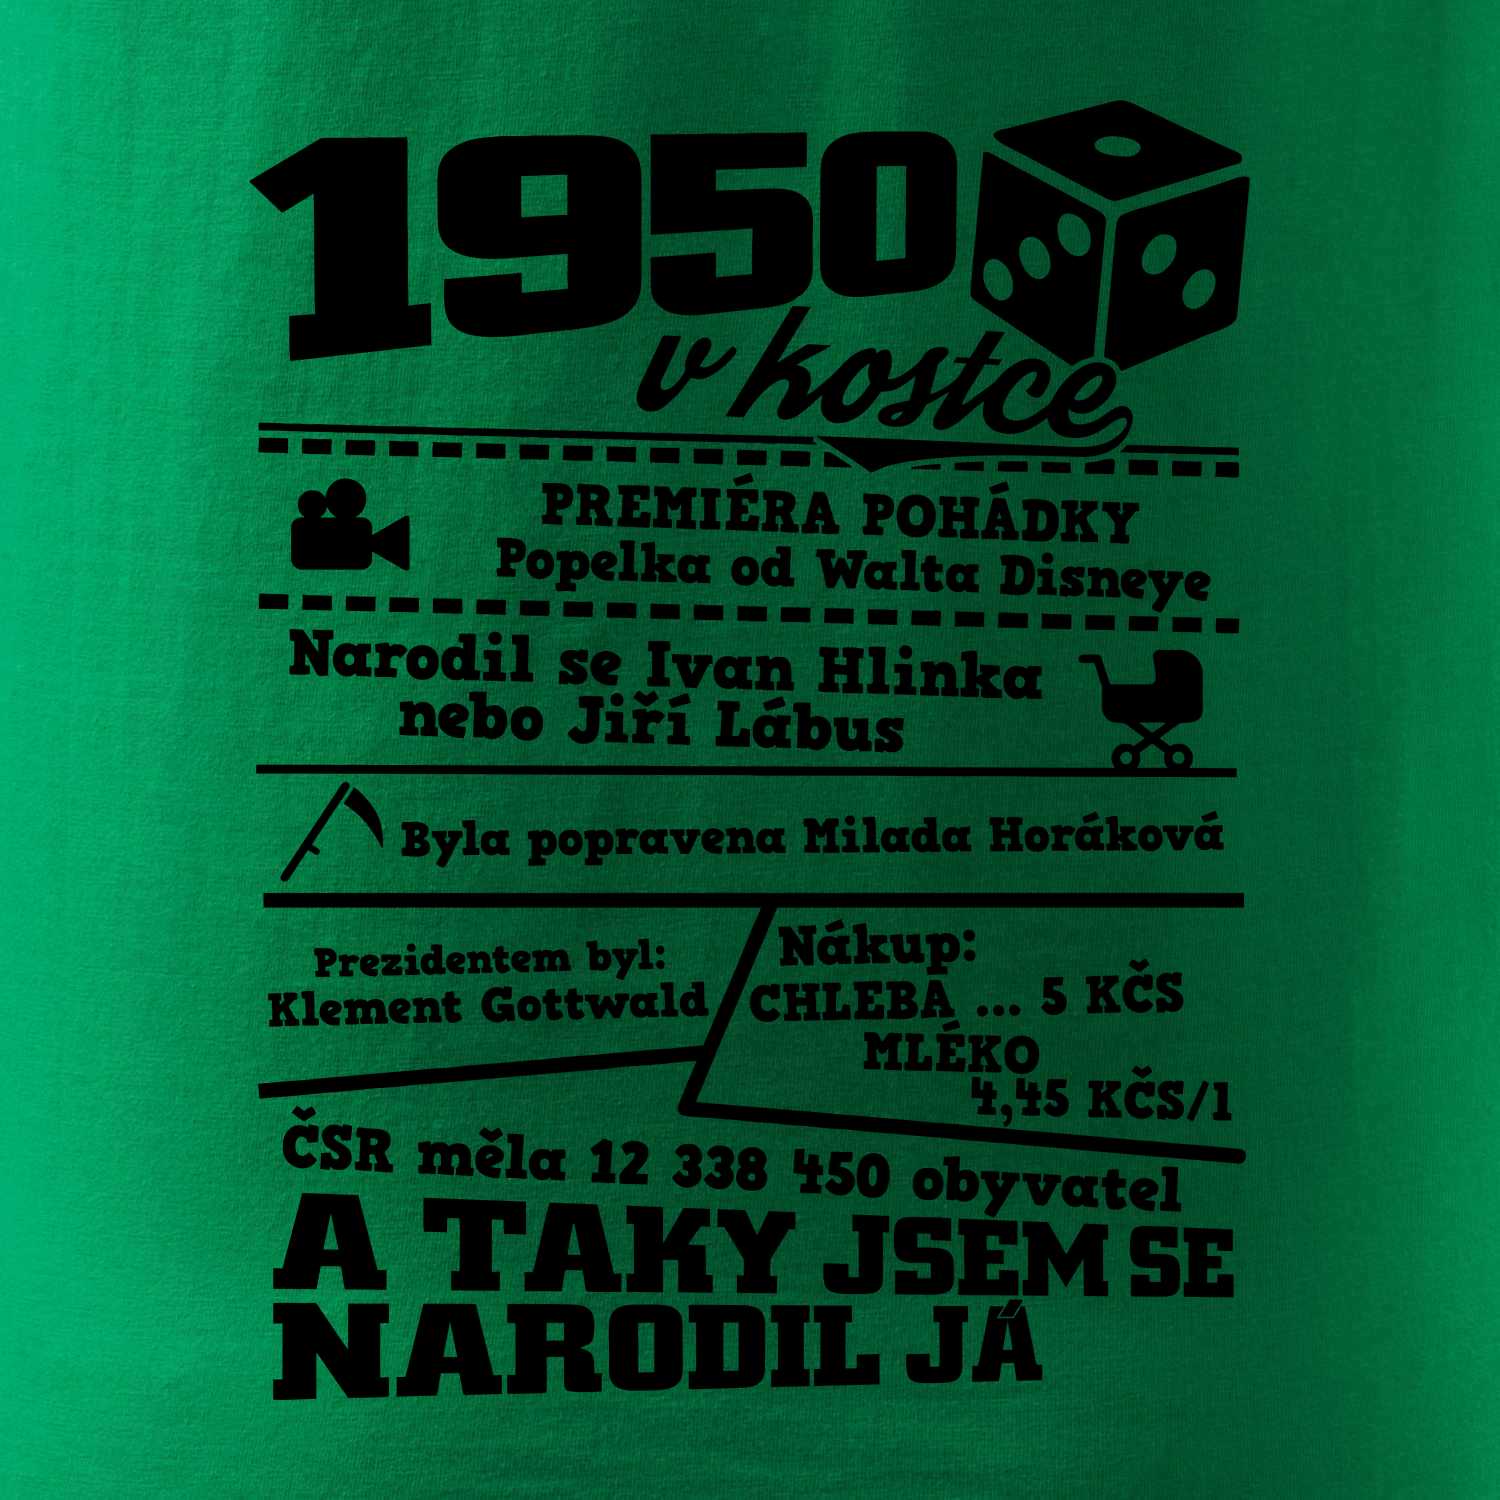 1950
v kostce
PREMIÉRA POHÁDKY
Popelka od Walta Disneye
Narodil se Ivan Hlinka
nebo Jiří Lábus
Byla popravena Milada Horáková
Prezidentem byl:
Klement Gottwald
Nákup:
CHLEBA ... 5 KČS
MLÉKO
4,45 KČS/l
ČSR měla 12 338 450 obyvatel
A TAKY JSEM SE
NARODIL JÁ